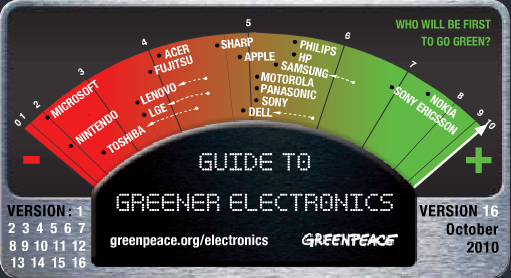 WHO WILL BE FIRST
TO GO GREEN?
0 1 2 3 4 5 6 7 8 9 10
MICROSOFT
NINTENDO
TOSHIBA
LGE
LENOVO
FUJITSU
ACER
SHARP
APPLE
PHILIPS
HP
SAMSUNG
MOTOROLA
PANASONIC
SONY
DELL
SONY ERICSSON
NOKIA
- +
GUIDE TO
GREENER ELECTRONICS
greenpeace.org/electronics GREENPEACE
VERSION: 1
2 3 4 5 6 7
8 9 10 11 12
13 14 15 16
VERSION 16
October
2010